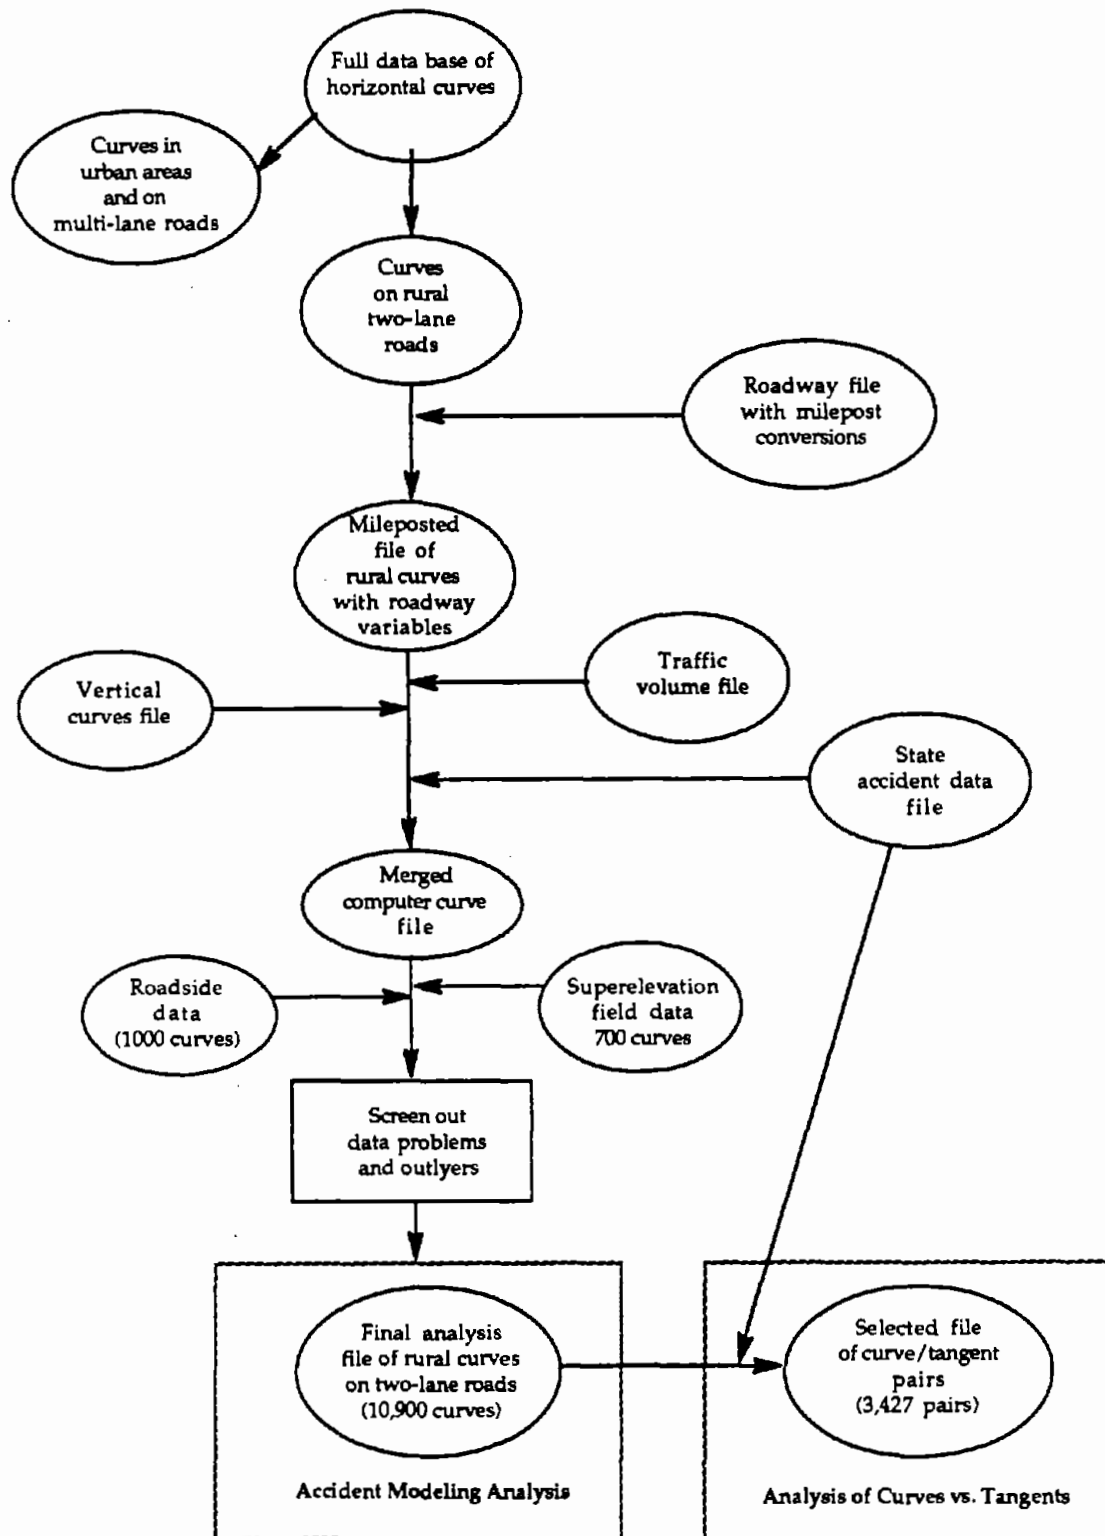 Full data base of
horizontal curves
Curves in
urban areas
and on
multi-lane roads
Curves
on rural
two-lane
roads
Roadway file
with milepost
conversions
Mileposted
file of
rural curves
with roadway
variables
Traffic
volume file
Vertical
curves file
State
accident data
file
Merged
computer curve
file
Roadside
data
(1000 curves)
Superelevation
field data
700 curves
Screen out
data problems
and outlyers
Final analysis
file of rural curves
on two-lane roads
(10,900 curves)
Selected file
of curve/tangent
pairs
(3,427 pairs)
Accident Modeling Analysis
Analysis of Curves vs. Tangents